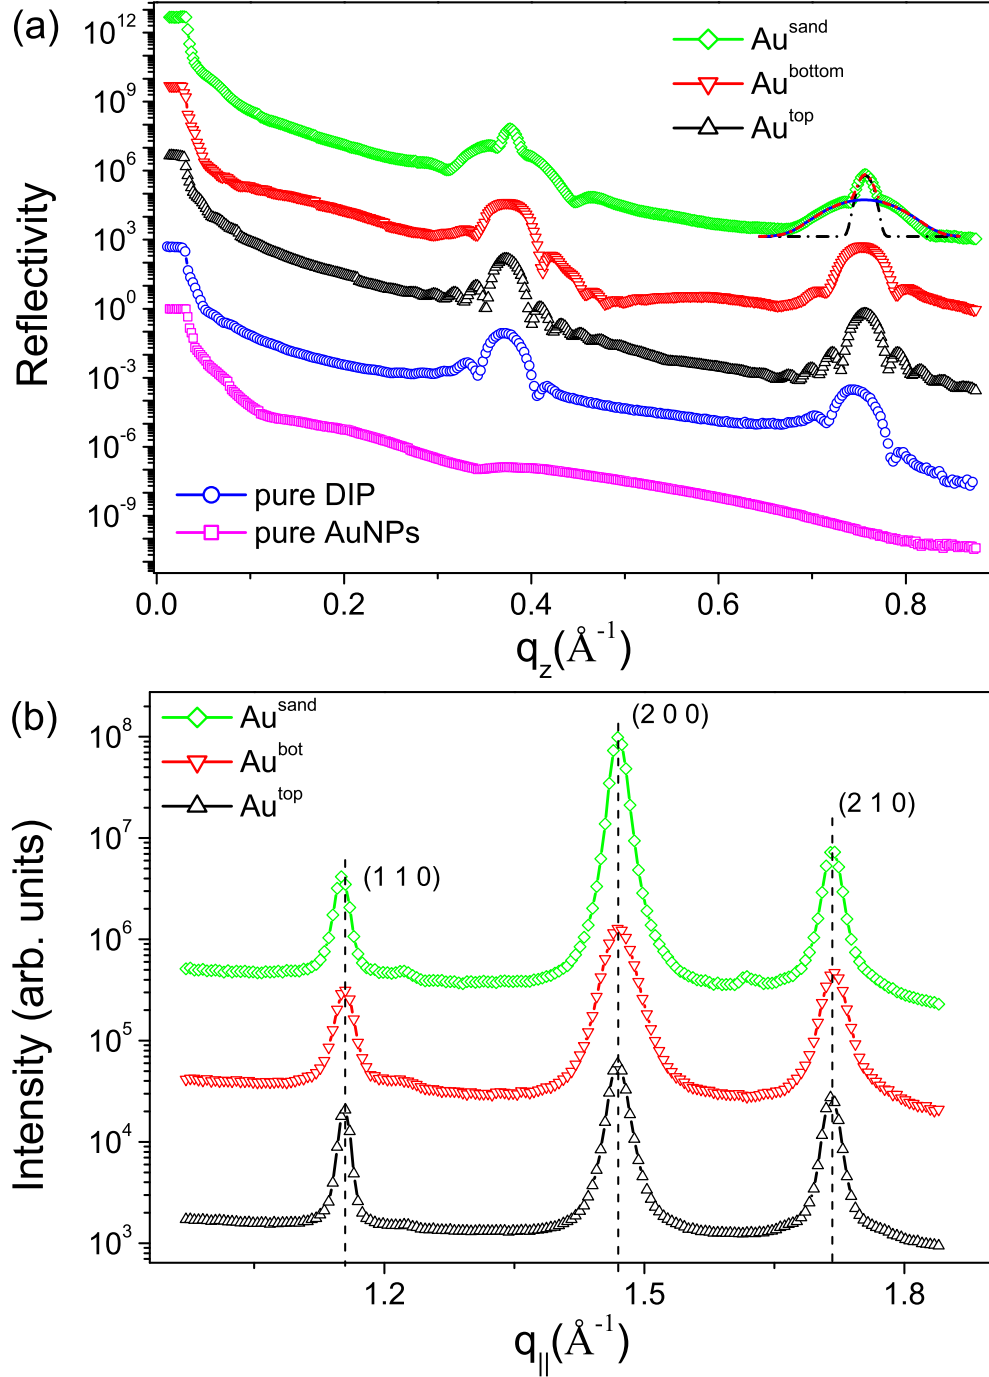 (a)
10^12
10^9
10^6
10^3
10^0
10^-3
10^-6
10^-9
Reflectivity
Au^sand
Au^bottom
Au^top
pure DIP
pure AuNPs
0.0 0.2 0.4 0.6 0.8
q_z(Å^-1)
(b)
Au^sand
Au^bot
Au^top
(2 0 0)
(2 1 0)
(1 1 0)
10^8
10^7
10^6
10^5
10^4
10^3
Intensity (arb. units)
1.2 1.5 1.8
q_||(Å^-1)